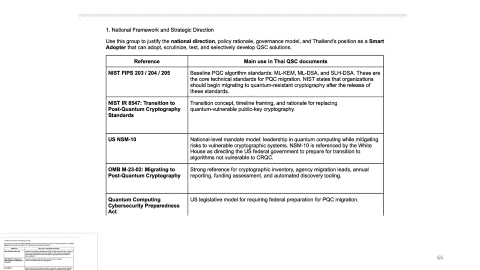 1. National Framework and Strategic Direction
Use this group to justify the national direction, policy rationale, governance model, and Thailand's position as a Smart
Adopter that can adopt, scrutinize, test, and selectively develop QSC solutions.
Reference
Main use in Thai QSC documents
NIST FIPS 203 / 204 / 205
Baseline PQC algorithm standards: ML-KEM, ML-DSA, and SLH-DSA. These are
the core technical standards for PQC migration. NIST states that organizations
should begin migrating to quantum-resistant cryptography after the release of
these standards.
NIST IR 8547: Transition to
Post-Quantum Cryptography
Standards
Transition concept, timeline framing, and rationale for replacing
quantum-vulnerable public-key cryptography.
US NSM-10
National-level mandate model: leadership in quantum computing while mitigating
risks to vulnerable cryptographic systems. NSM-10 is referenced by the White
House as directing the US federal government to prepare for transition to
algorithms not vulnerable to CRQC.
OMB M-23-02: Migrating to
Post-Quantum Cryptography
Strong reference for cryptographic inventory, agency migration leads, annual
reporting, funding assessment, and automated discovery tooling.
Quantum Computing
Cybersecurity Preparedness
Act
US legislative model for requiring federal preparation for PQC migration.
66